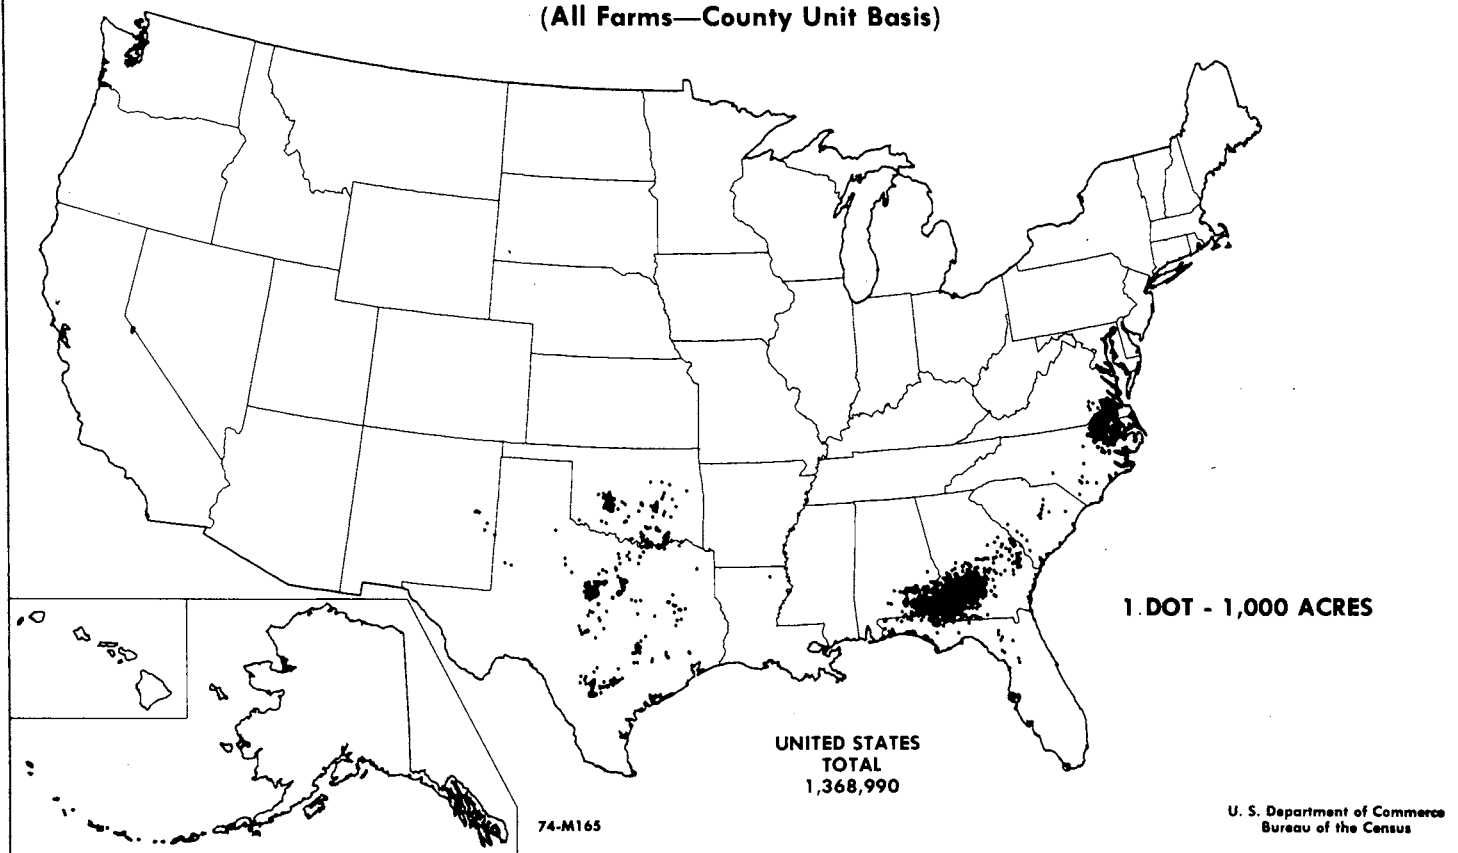 (All Farms—County Unit Basis)
1.DOT - 1,000 ACRES
UNITED STATES
TOTAL
1,368,990
74-M165
U. S. Department of Commerce
Bureau of the Census